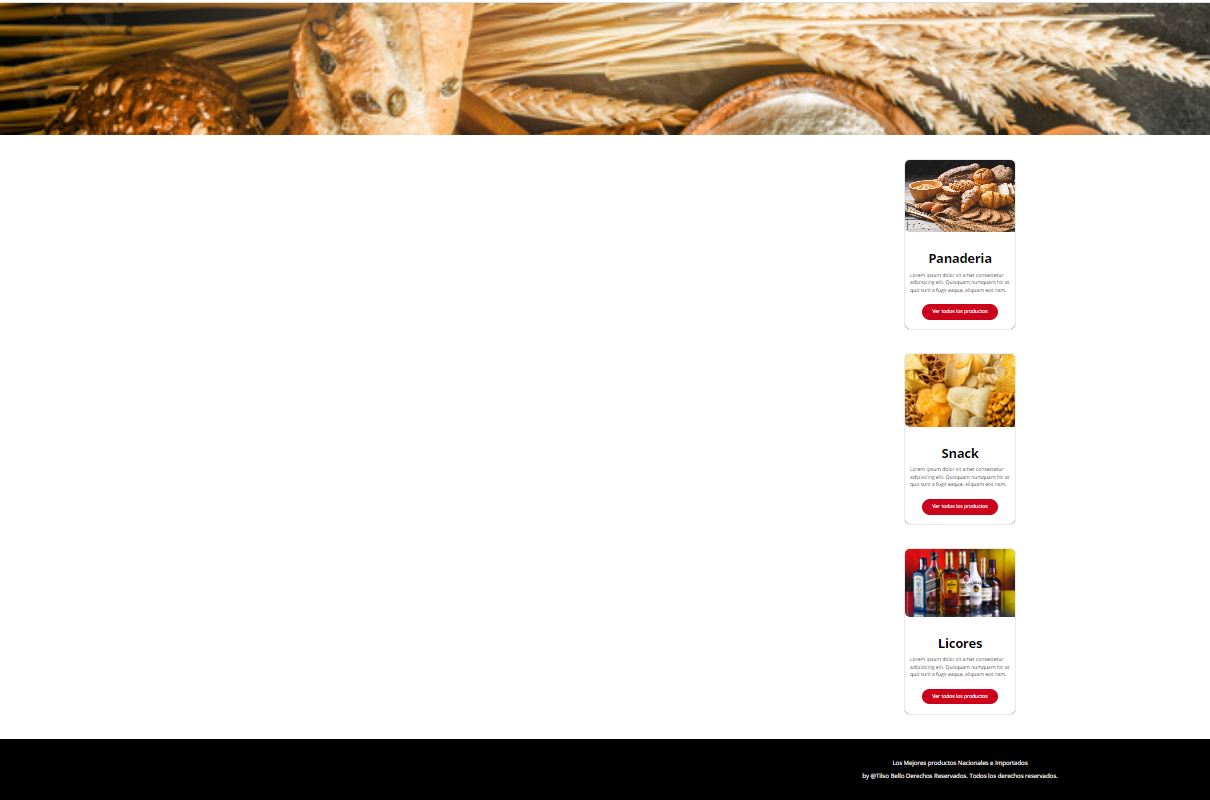 Panaderia
Lorem ipsum dolor sit amet consectetur
adipisicing elit. Quisquam numquam hic at
quo sunt a fugit eaque, aliquam eos nam.
Ver todos los productos
Snack
Lorem ipsum dolor sit amet consectetur
adipisicing elit. Quisquam numquam hic at
quo sunt a fugit eaque, aliquam eos nam.
Ver todos los productos
Licores
Lorem ipsum dolor sit amet consectetur
adipisicing elit. Quisquam numquam hic at
quo sunt a fugit eaque, aliquam eos nam.
Ver todos los productos
Los Mejores productos Nacionales e Importados
by @Tilso Bello Derechos Reservados. Todos los derechos reservados.